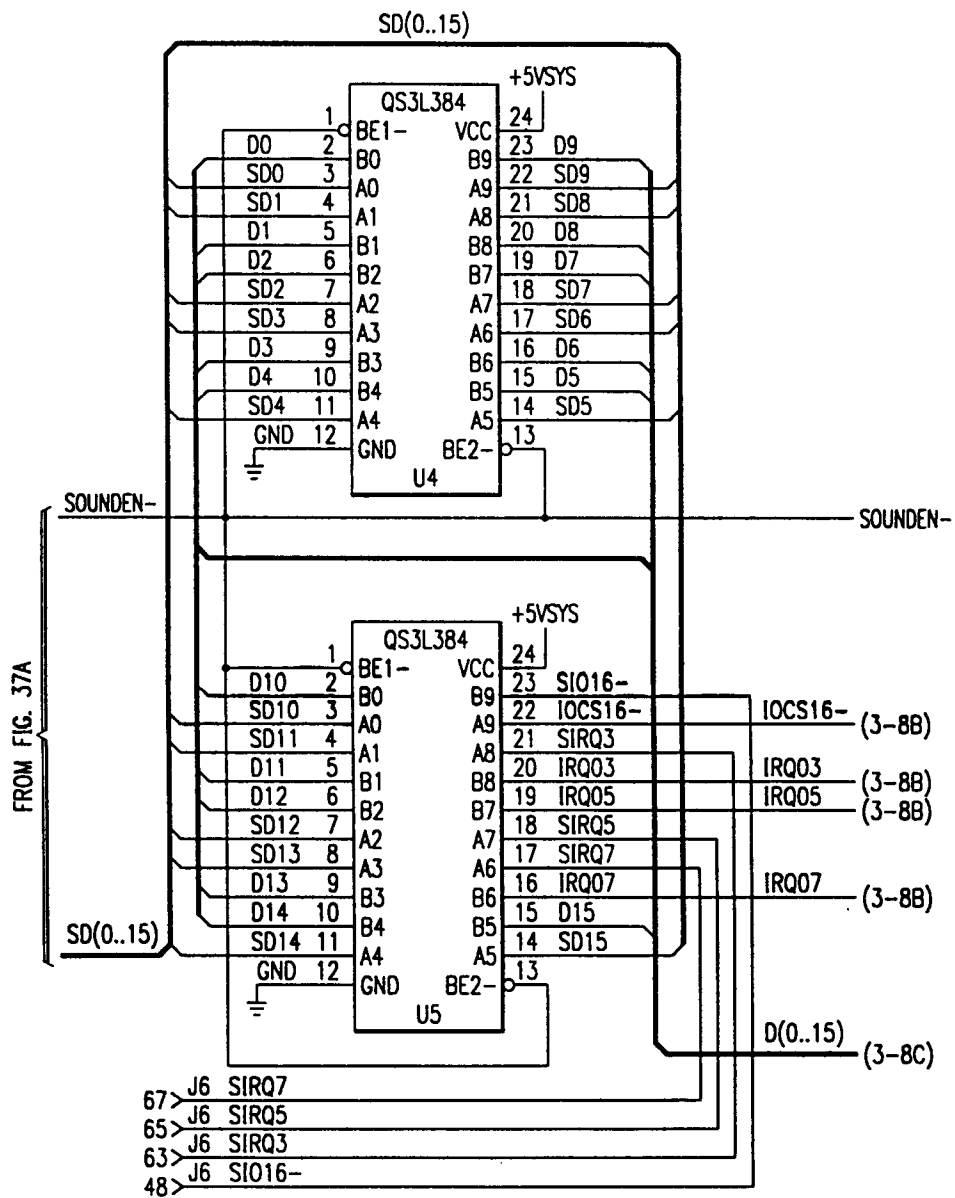 SD(0..15)
+5VSYS
QS3L384
1 BE1- VCC 24
D0 2 B0 B9 23 D9
SD0 3 A0 A9 22 SD9
SD1 4 A1 A8 21 SD8
D1 5 B1 B8 20 D8
D2 6 B2 B7 19 D7
SD2 7 A2 A7 18 SD7
SD3 8 A3 A6 17 SD6
D3 9 B3 B6 16 D6
D4 10 B4 B5 15 D5
SD4 11 A4 A5 14 SD5
GND 12 GND BE2- 13
U4
SOUNDEN- SOUNDEN-
FROM FIG. 37A
+5VSYS
QS3L384
1 BE1- VCC 24
D10 2 B0 B9 23 SIO16-
SD10 3 A0 A9 22 IOCS16- IOCS16- (3-8B)
SD11 4 A1 A8 21 SIRQ3
D11 5 B1 B8 20 IRQ03 IRQ03 (3-8B)
D12 6 B2 B7 19 IRQ05 IRQ05 (3-8B)
SD12 7 A2 A7 18 SIRQ5
SD13 8 A3 A6 17 SIRQ7
D13 9 B3 B6 16 IRQ07 IRQ07 (3-8B)
D14 10 B4 B5 15 D15
SD(0..15) SD14 11 A4 A5 14 SD15
GND 12 GND BE2- 13
U5
D(0..15) (3-8C)
67 J6 SIRQ7
65 J6 SIRQ5
63 J6 SIRQ3
48 J6 SIO16-